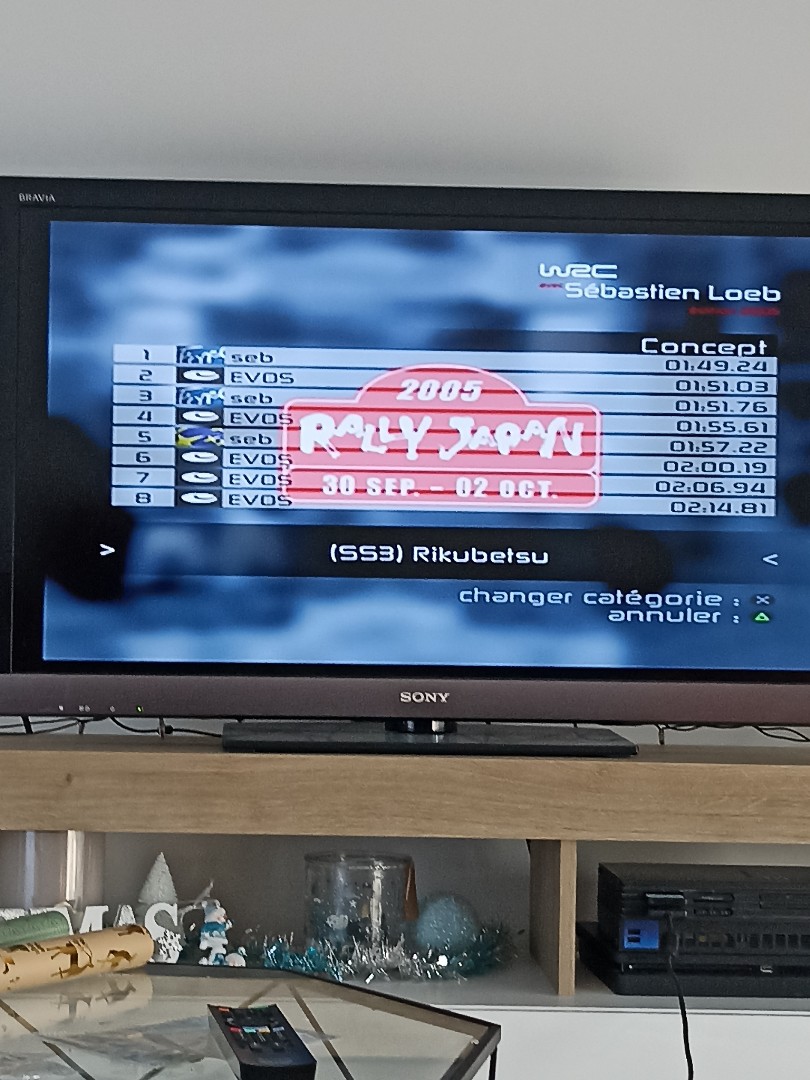 BRAVIA
WRC
avec Sébastien Loeb
Concept
1 seb 01:49.24
2 EVOS 01:51.03
3 seb 01:51.76
4 EVOS 01:55.61
5 seb 01:57.22
6 EVOS 02:00.19
7 EVOS 02:06.94
8 EVOS 02:14.81
2005
RALLY JAPAN
30 SEP. - 02 OCT.
> (SS3) Rikubetsu <
changer catégorie :
annuler :
SONY
MAS